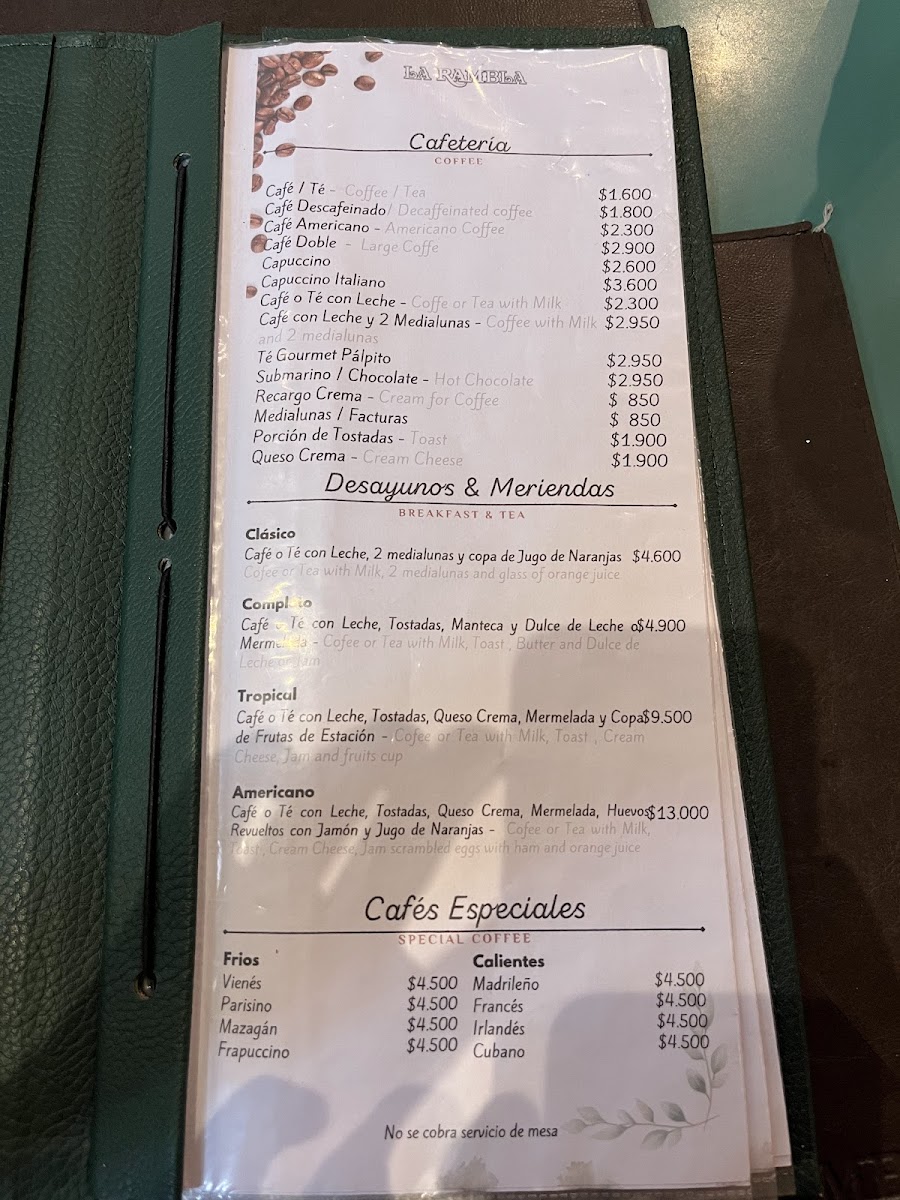 LA RAMBLA
Cafetería
COFFEE
Café / Té - Coffee / Tea $1.600
Café Descafeinado/ Decaffeinated coffee $1.800
Café Americano - Americano Coffee $2.300
Café Doble - Large Coffe $2.900
Capuccino $2.600
Capuccino Italiano $3.600
Café o Té con Leche - Coffe or Tea with Milk $2.300
Café con Leche y 2 Medialunas - Coffee with Milk $2.950
and 2 medialunas
Té Gourmet Pálpito $2.950
Submarino / Chocolate - Hot Chocolate $2.950
Recargo Crema - Cream for Coffee $ 850
Medialunas / Facturas $ 850
Porción de Tostadas - Toast $1.900
Queso Crema - Cream Cheese $1.900
Desayunos & Meriendas
BREAKFAST & TEA
Clásico
Café o Té con Leche, 2 medialunas y copa de Jugo de Naranjas $4.600
Cofee or Tea with Milk, 2 medialunas and glass of orange juice
Completo
Café o Té con Leche, Tostadas, Manteca y Dulce de Leche o $4.900
Mermelada - Cofee or Tea with Milk, Toast , Butter and Dulce de
Leche or Jam
Tropical
Café o Té con Leche, Tostadas, Queso Crema, Mermelada y Copa $9.500
de Frutas de Estación - Cofee or Tea with Milk, Toast , Cream
Cheese, Jam and fruits cup
Americano
Café o Té con Leche, Tostadas, Queso Crema, Mermelada, Huevos $13.000
Revueltos con Jamón y Jugo de Naranjas - Cofee or Tea with Milk,
Toash, Cream Cheese, Jam scrambled eggs with ham and orange juice
Cafés Especiales
SPECIAL COFFEE
Frios
Vienés $4.500
Parisino $4.500
Mazagán $4.500
Frapuccino $4.500
Calientes
Madrileño $4.500
Francés $4.500
Irlandés $4.500
Cubano $4.500
No se cobra servicio de mesa